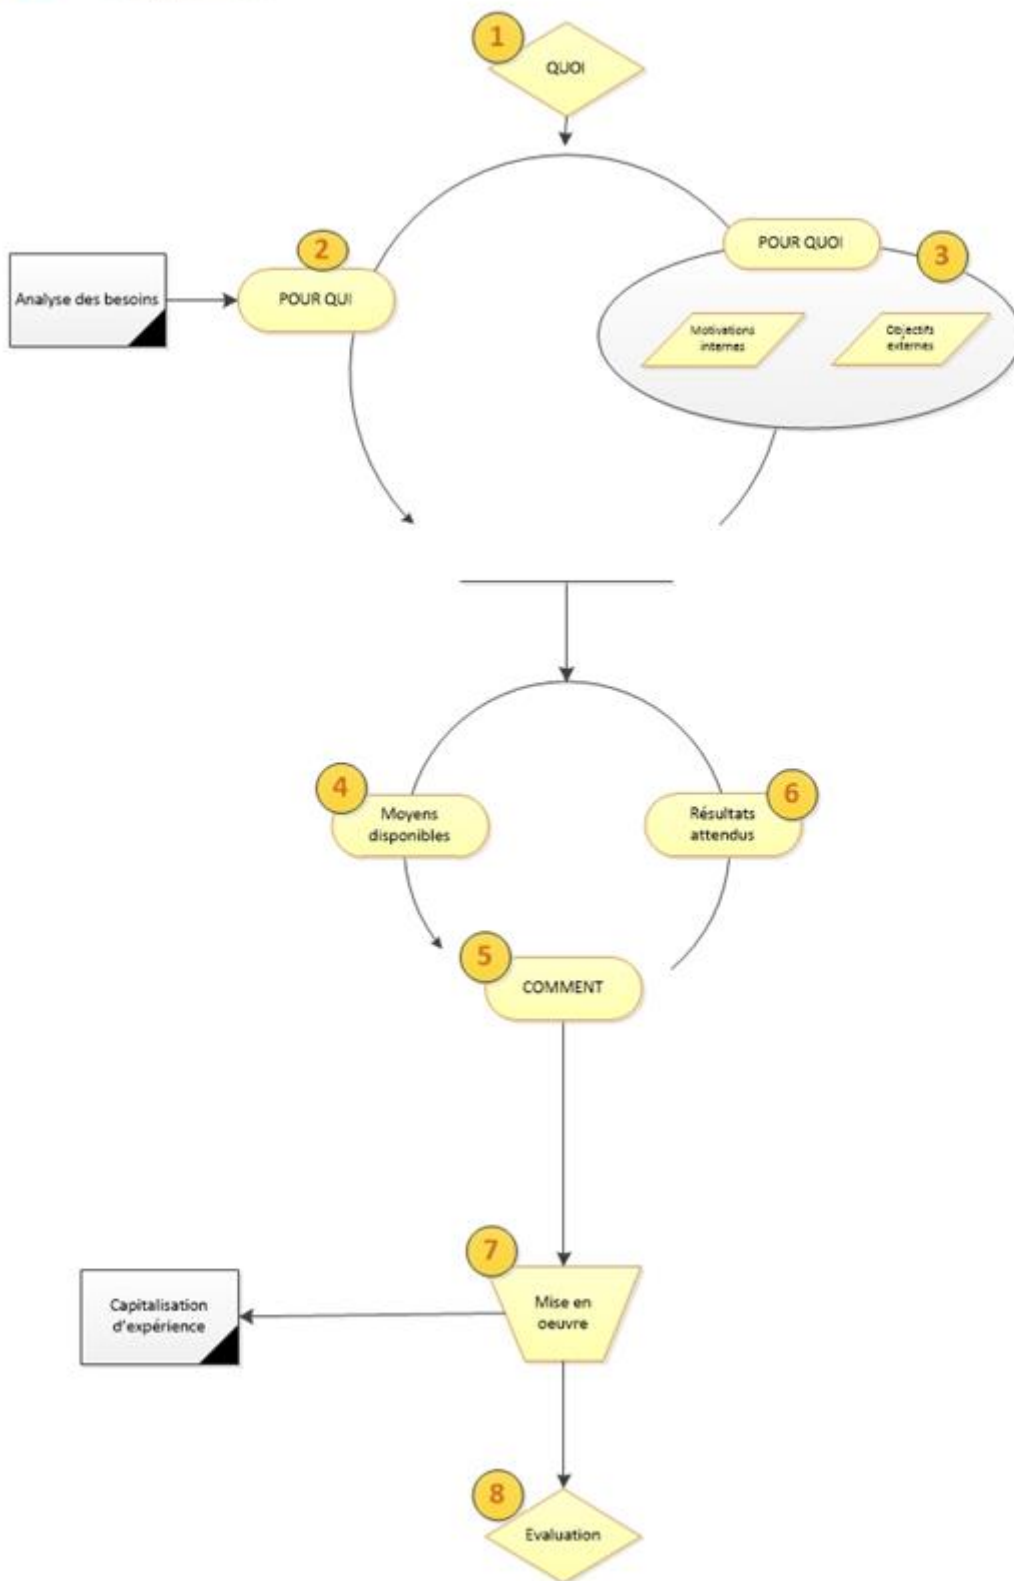 1
QUOI
2
POUR QUI
Analyse des besoins
POUR QUOI
3
Motivations
internes
Objectifs
externes
4
Moyens
disponibles
Résultats
attendus
6
5
COMMENT
7
Mise en
oeuvre
Capitalisation
d'expérience
8
Evaluation